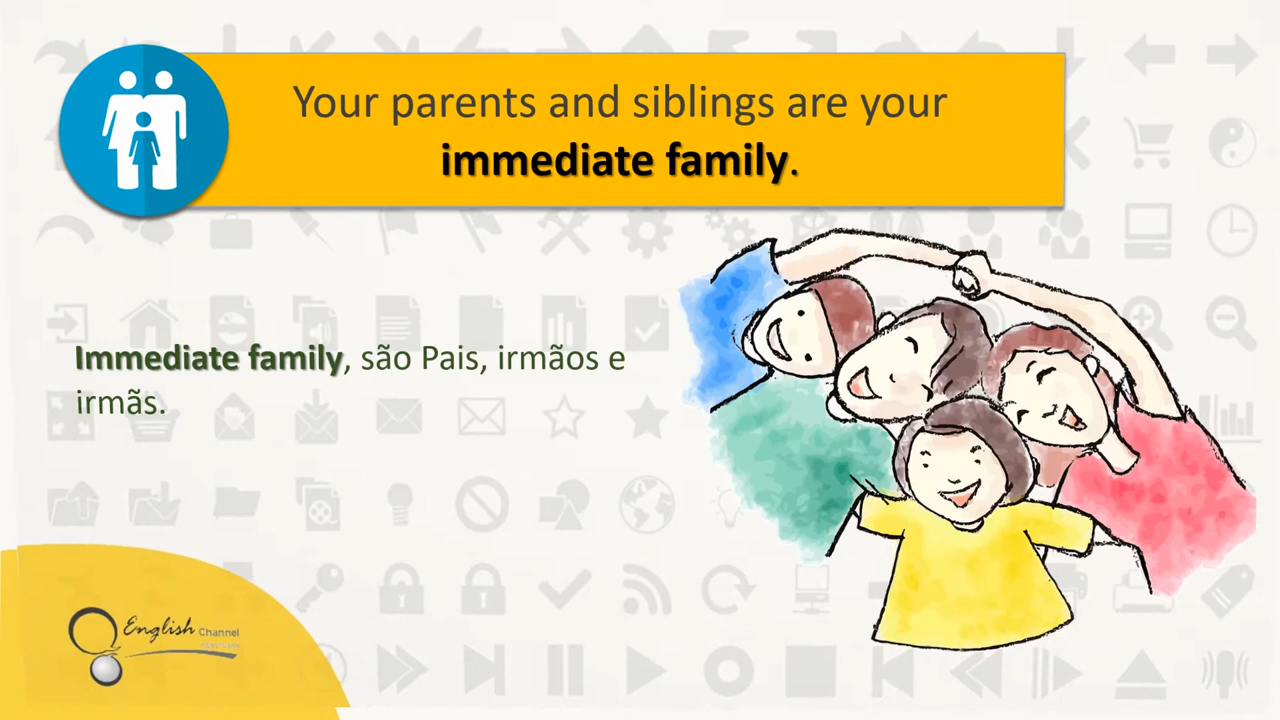 Your parents and siblings are your
immediate family.
Immediate family, são Pais, irmãos e
irmãs.
English Channel